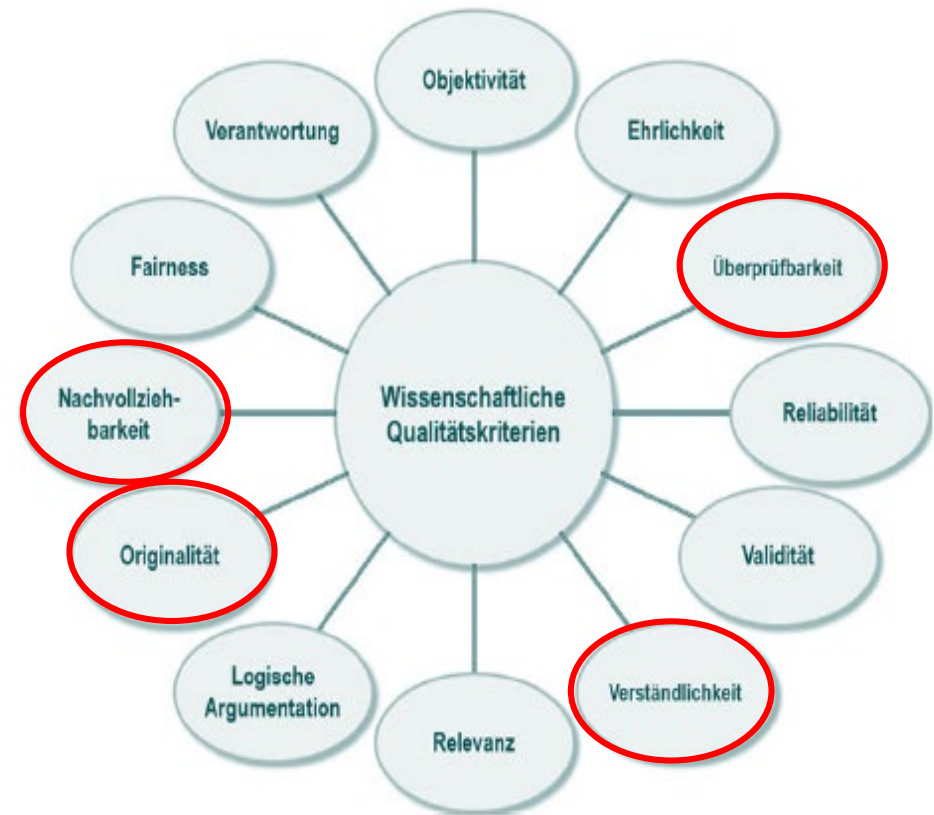 Objektivität
Ehrlichkeit
Überprüfbarkeit
Reliabilität
Validität
Verständlichkeit
Relevanz
Logische
Argumentation
Originalität
Nachvollzieh-
barkeit
Fairness
Verantwortung
Wissenschaftliche
Qualitätskriterien